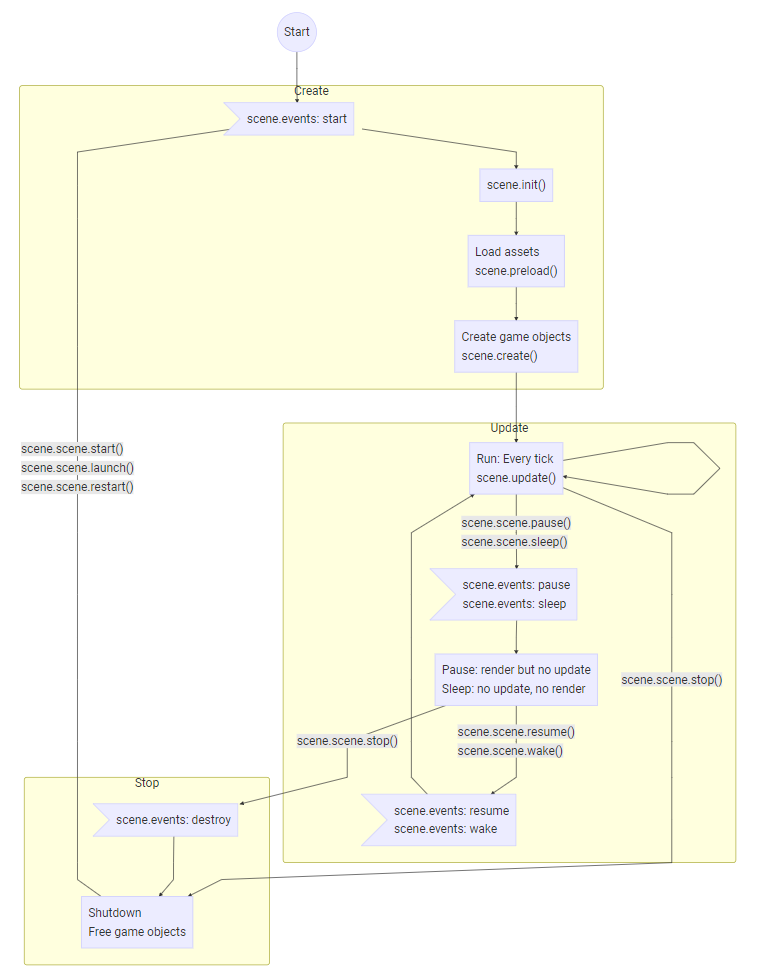 Start
Create
scene.events: start
scene.init()
Load assets
scene.preload()
Create game objects
scene.create()
scene.scene.start()
scene.scene.launch()
scene.scene.restart()
Update
Run: Every tick
scene.update()
scene.scene.pause()
scene.scene.sleep()
scene.events: pause
scene.events: sleep
Pause: render but no update
Sleep: no update, no render
scene.scene.stop()
scene.scene.resume()
scene.scene.wake()
scene.scene.stop()
scene.events: resume
scene.events: wake
Stop
scene.events: destroy
Shutdown
Free game objects